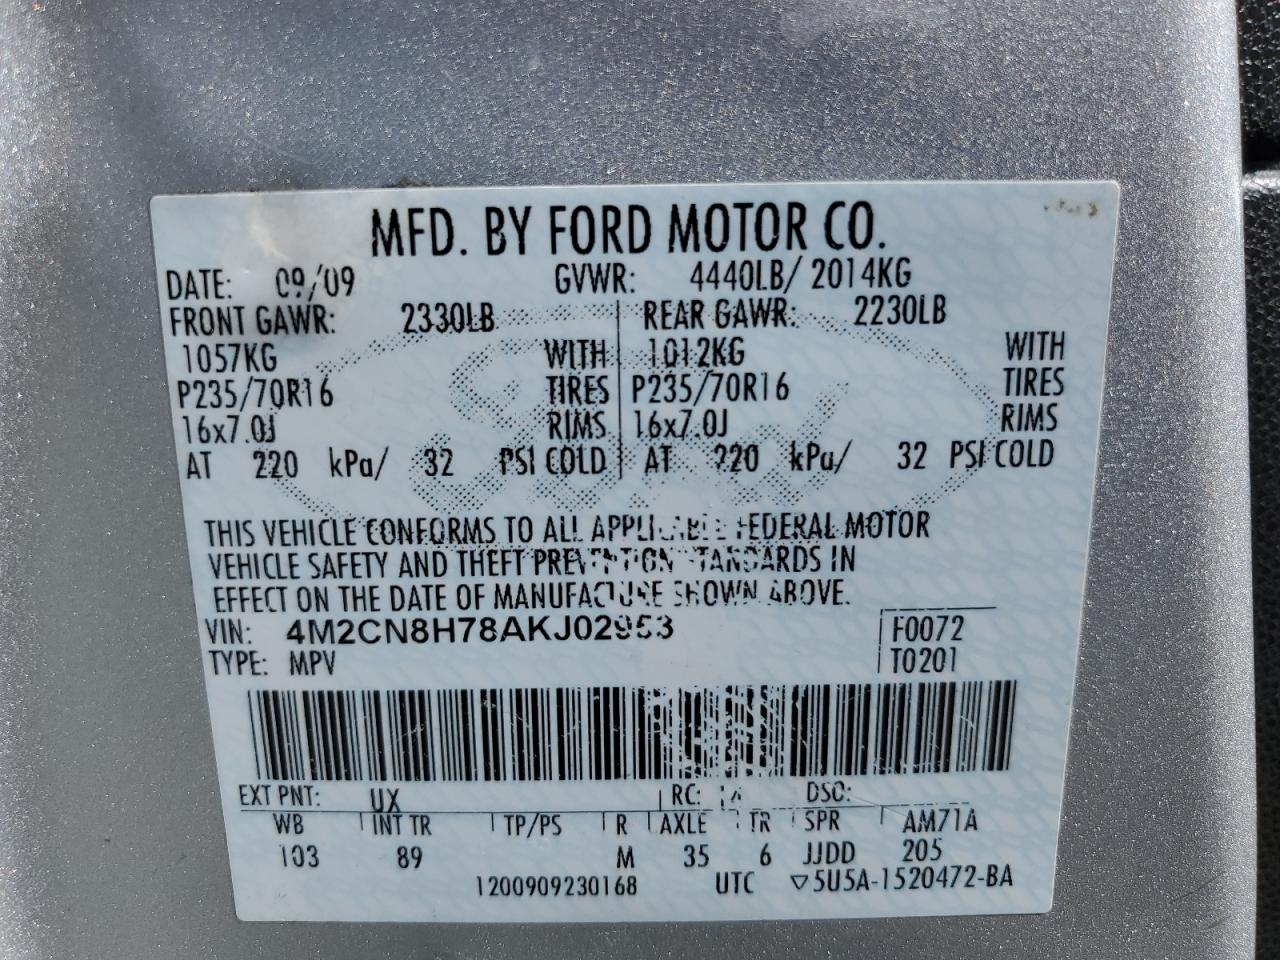 MFD. BY FORD MOTOR CO.
DATE: 09/09 GVWR: 4440LB/ 2014KG
FRONT GAWR: 2330LB REAR GAWR: 2230LB
1057KG WITH 1012KG WITH
P235/70R16 TIRES P235/70R16 TIRES
16x7.0J RIMS 16x7.0J RIMS
AT 220 kPa/ 32 PSI COLD AT 220 kPa/ 32 PSI COLD
THIS VEHICLE CONFORMS TO ALL APPLICABLE FEDERAL MOTOR
VEHICLE SAFETY AND THEFT PREVENTION STANDARDS IN
EFFECT ON THE DATE OF MANUFACTURE SHOWN ABOVE.
VIN: 4M2CN8H78AKJ02953 F0072
TYPE: MPV T0201
EXT PNT: UX RC: 14 DSO:
WB INT TR TP/PS R AXLE TR SPR AM71A
103 89 M 35 6 JJDD 205
1200909230168 UTC ▽5U5A-1520472-BA